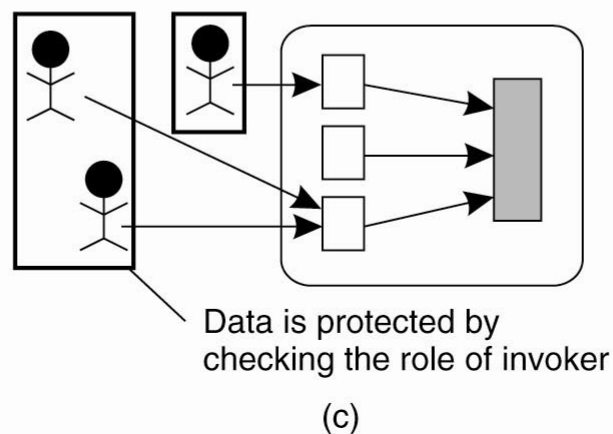 Data is protected by
checking the role of invoker
(c)